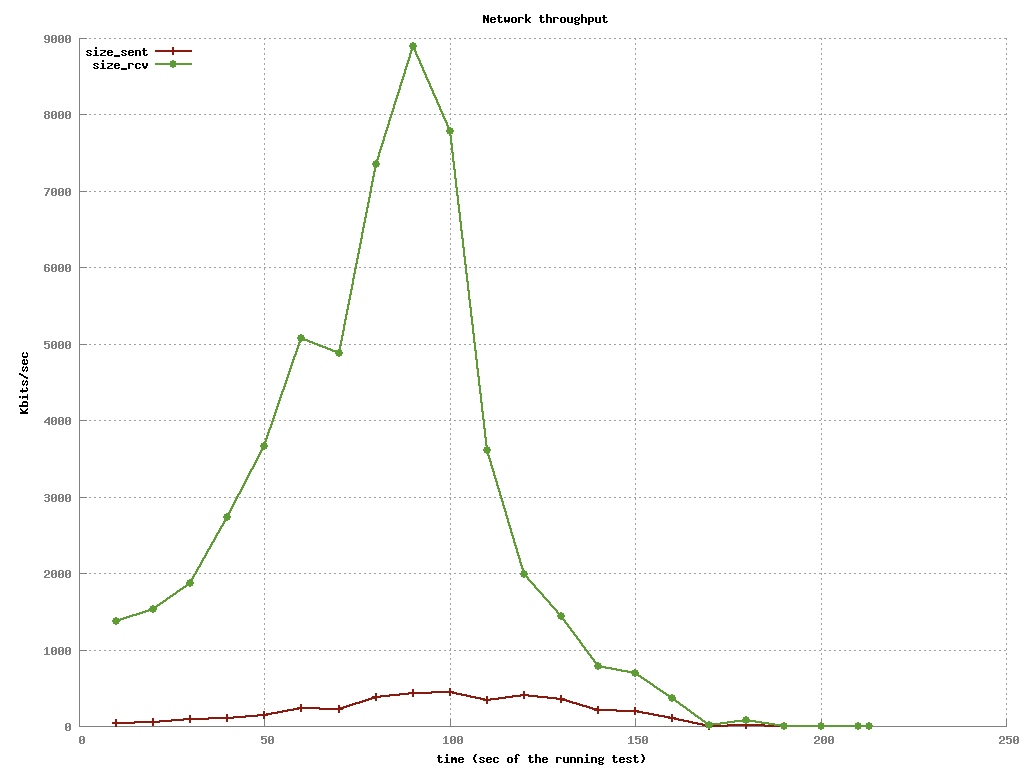 Network throughput
size_sent
size_rcv
9000
8000
7000
6000
5000
4000
3000
2000
1000
0
Kbits/sec
0 50 100 150 200 250
time (sec of the running test)